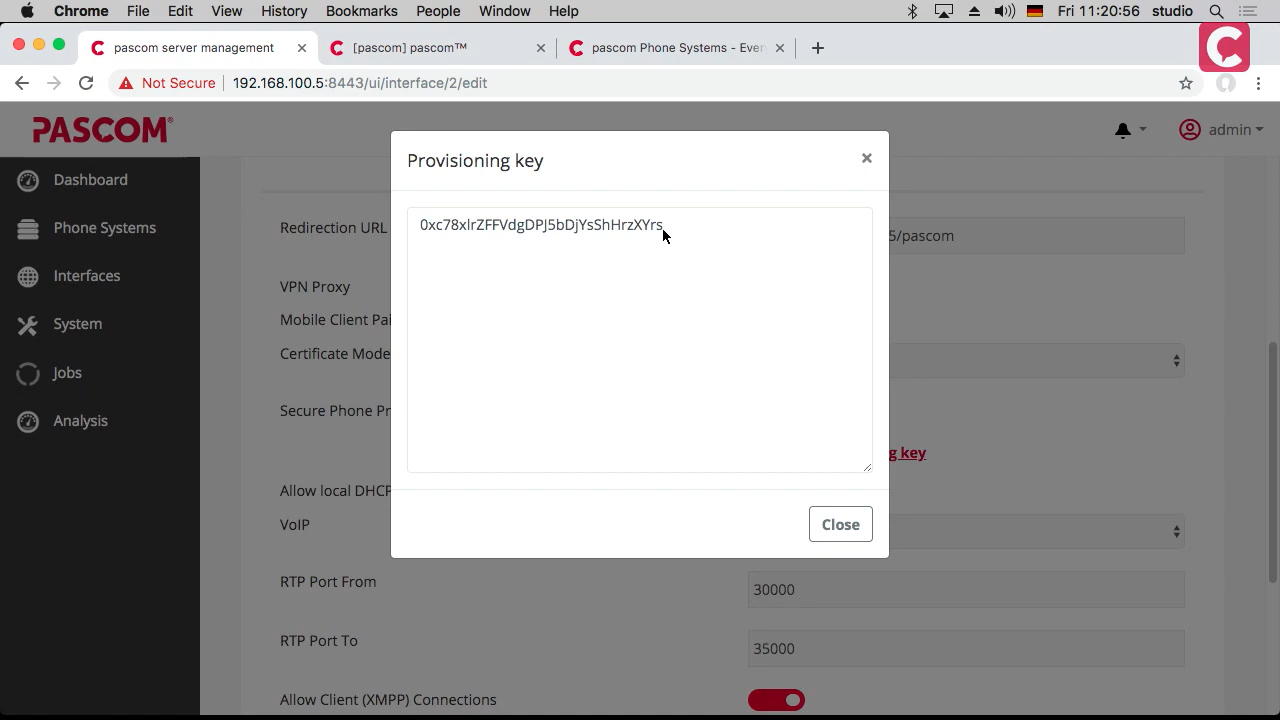 Chrome File Edit View History Bookmarks People Window Help Fri 11:20:56 studio
pascom server management
[pascom] pascom™
pascom Phone Systems - Ever
Not Secure 192.168.100.5:8443/ui/interface/2/edit
PASCOM
admin
Dashboard
Phone Systems
Interfaces
System
Jobs
Analysis
Provisioning key
0xc78xlrZFFVdgDPJ5bDjYsShHrzXYrs
Close
Redirection URL
5/pascom
VPN Proxy
Mobile Client Pai
Certificate Mode
Secure Phone Pr
g key
Allow local DHCP
VoIP
RTP Port From
30000
RTP Port To
35000
Allow Client (XMPP) Connections